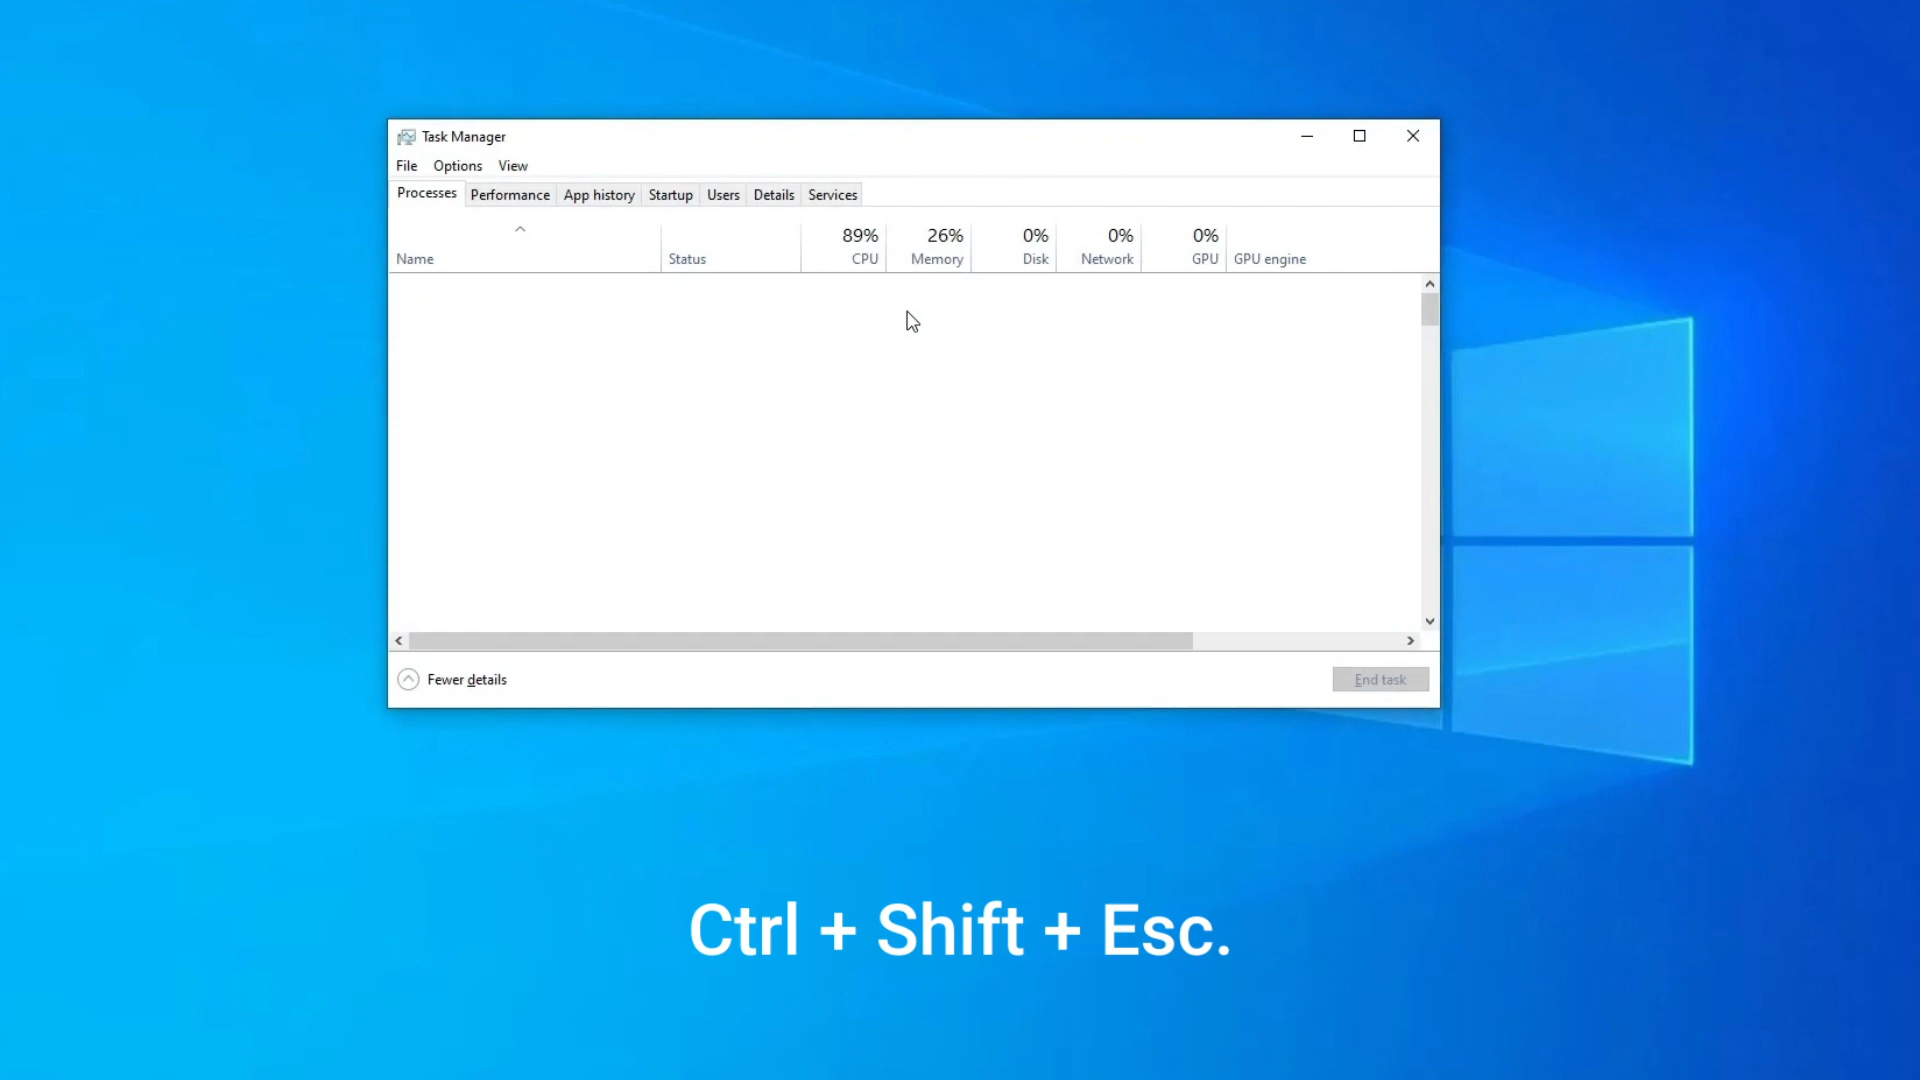 Task Manager
File Options View
Processes Performance App history Startup Users Details Services
89% 26% 0% 0% 0%
Name Status CPU Memory Disk Network GPU GPU engine
Fewer details End task
Ctrl + Shift + Esc.